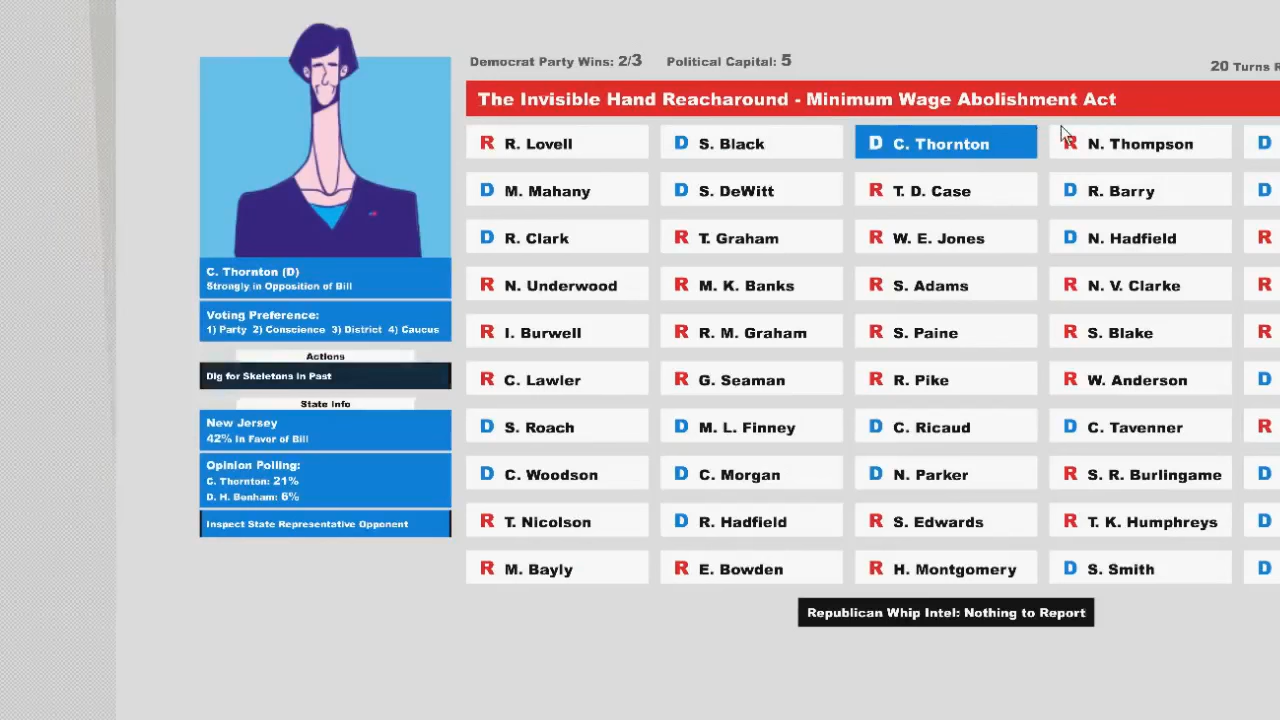 Democrat Party Wins: 2/3 Political Capital: 5
20 Turns R
The Invisible Hand Reacharound - Minimum Wage Abolishment Act
R R. Lovell D S. Black D C. Thornton R N. Thompson D
D M. Mahany D S. DeWitt R T. D. Case D R. Barry D
D R. Clark R T. Graham R W. E. Jones D N. Hadfield R
R N. Underwood R M. K. Banks R S. Adams R N. V. Clarke R
R I. Burwell R R. M. Graham R S. Paine R S. Blake R
R C. Lawler R G. Seaman R R. Pike R W. Anderson D
D S. Roach D M. L. Finney D C. Ricaud D C. Tavenner R
D C. Woodson D C. Morgan D N. Parker R S. R. Burlingame D
R T. Nicolson D R. Hadfield R S. Edwards R T. K. Humphreys D
R M. Bayly R E. Bowden R H. Montgomery D S. Smith D
C. Thornton (D)
Strongly in Opposition of Bill
Voting Preference:
1) Party 2) Conscience 3) District 4) Caucus
Actions
Dig for Skeletons in Past
State Info
New Jersey
42% In Favor of Bill
Opinion Polling:
C. Thornton: 21%
D. H. Benham: 6%
Inspect State Representative Opponent
Republican Whip Intel: Nothing to Report